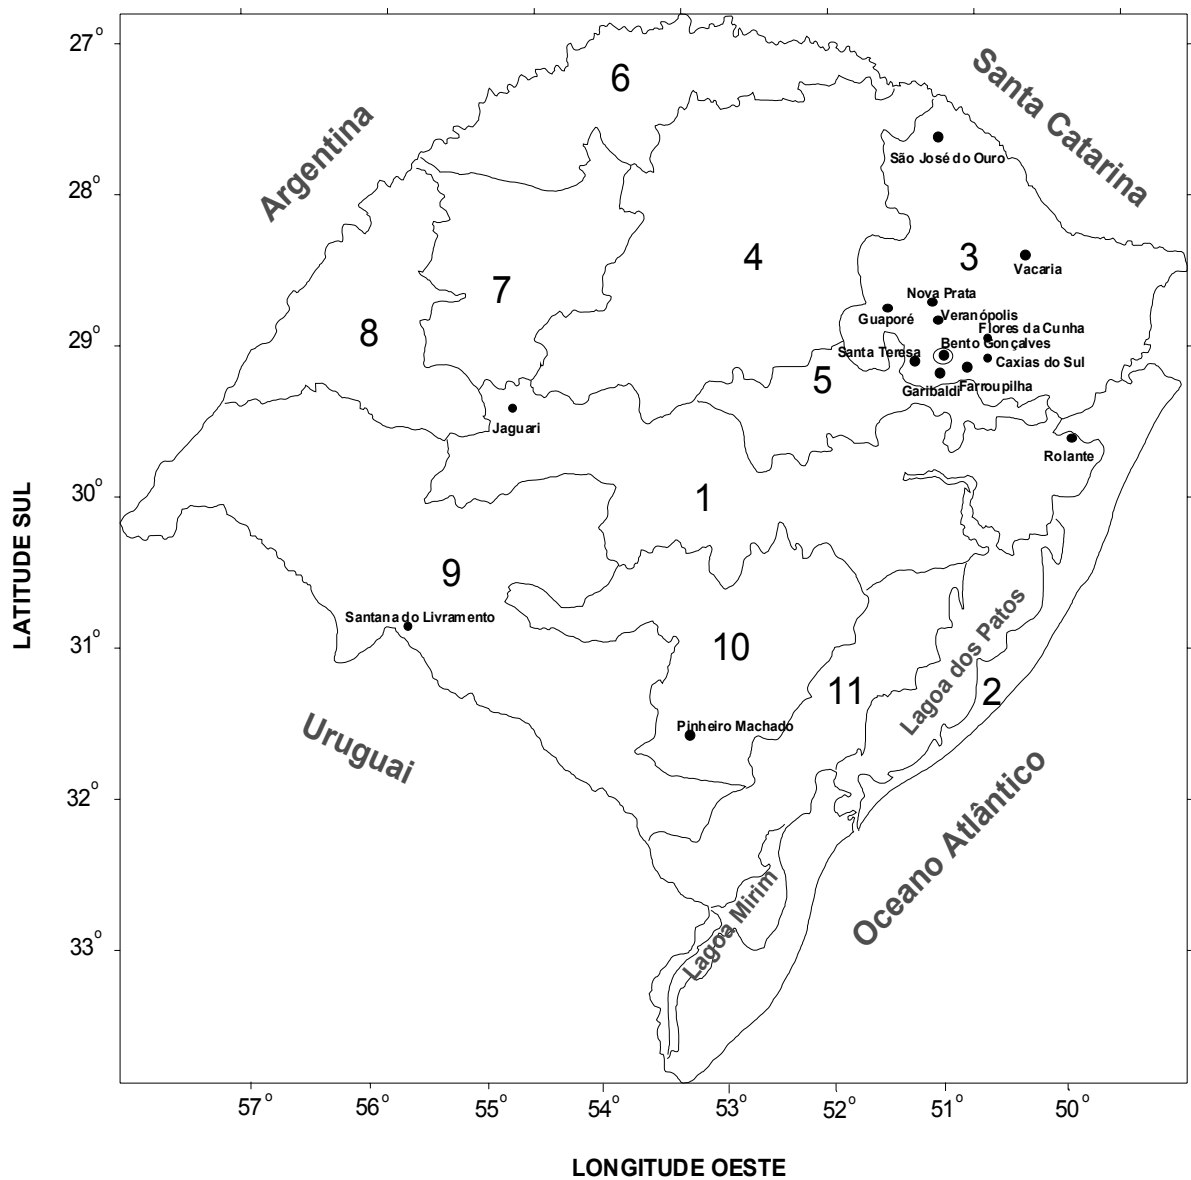 27°
28°
29°
30°
31°
32°
33°
LATITUDE SUL
Argentina
Santa Catarina
6
São José do Ouro
4
3
Vacaria
7
Nova Prata
Guaporé
Veranópolis
Flores da Cunha
8
Bento Gonçalves
Santa Teresa
Caxias do Sul
5
Garibaldi
Farroupilha
Jaguari
Rolante
1
9
Santana do Livramento
10
11
2
Lagoa dos Patos
Pinheiro Machado
Uruguai
Lagoa Mirim
Oceano Atlântico
57°
56°
55°
54°
53°
52°
51°
50°
LONGITUDE OESTE